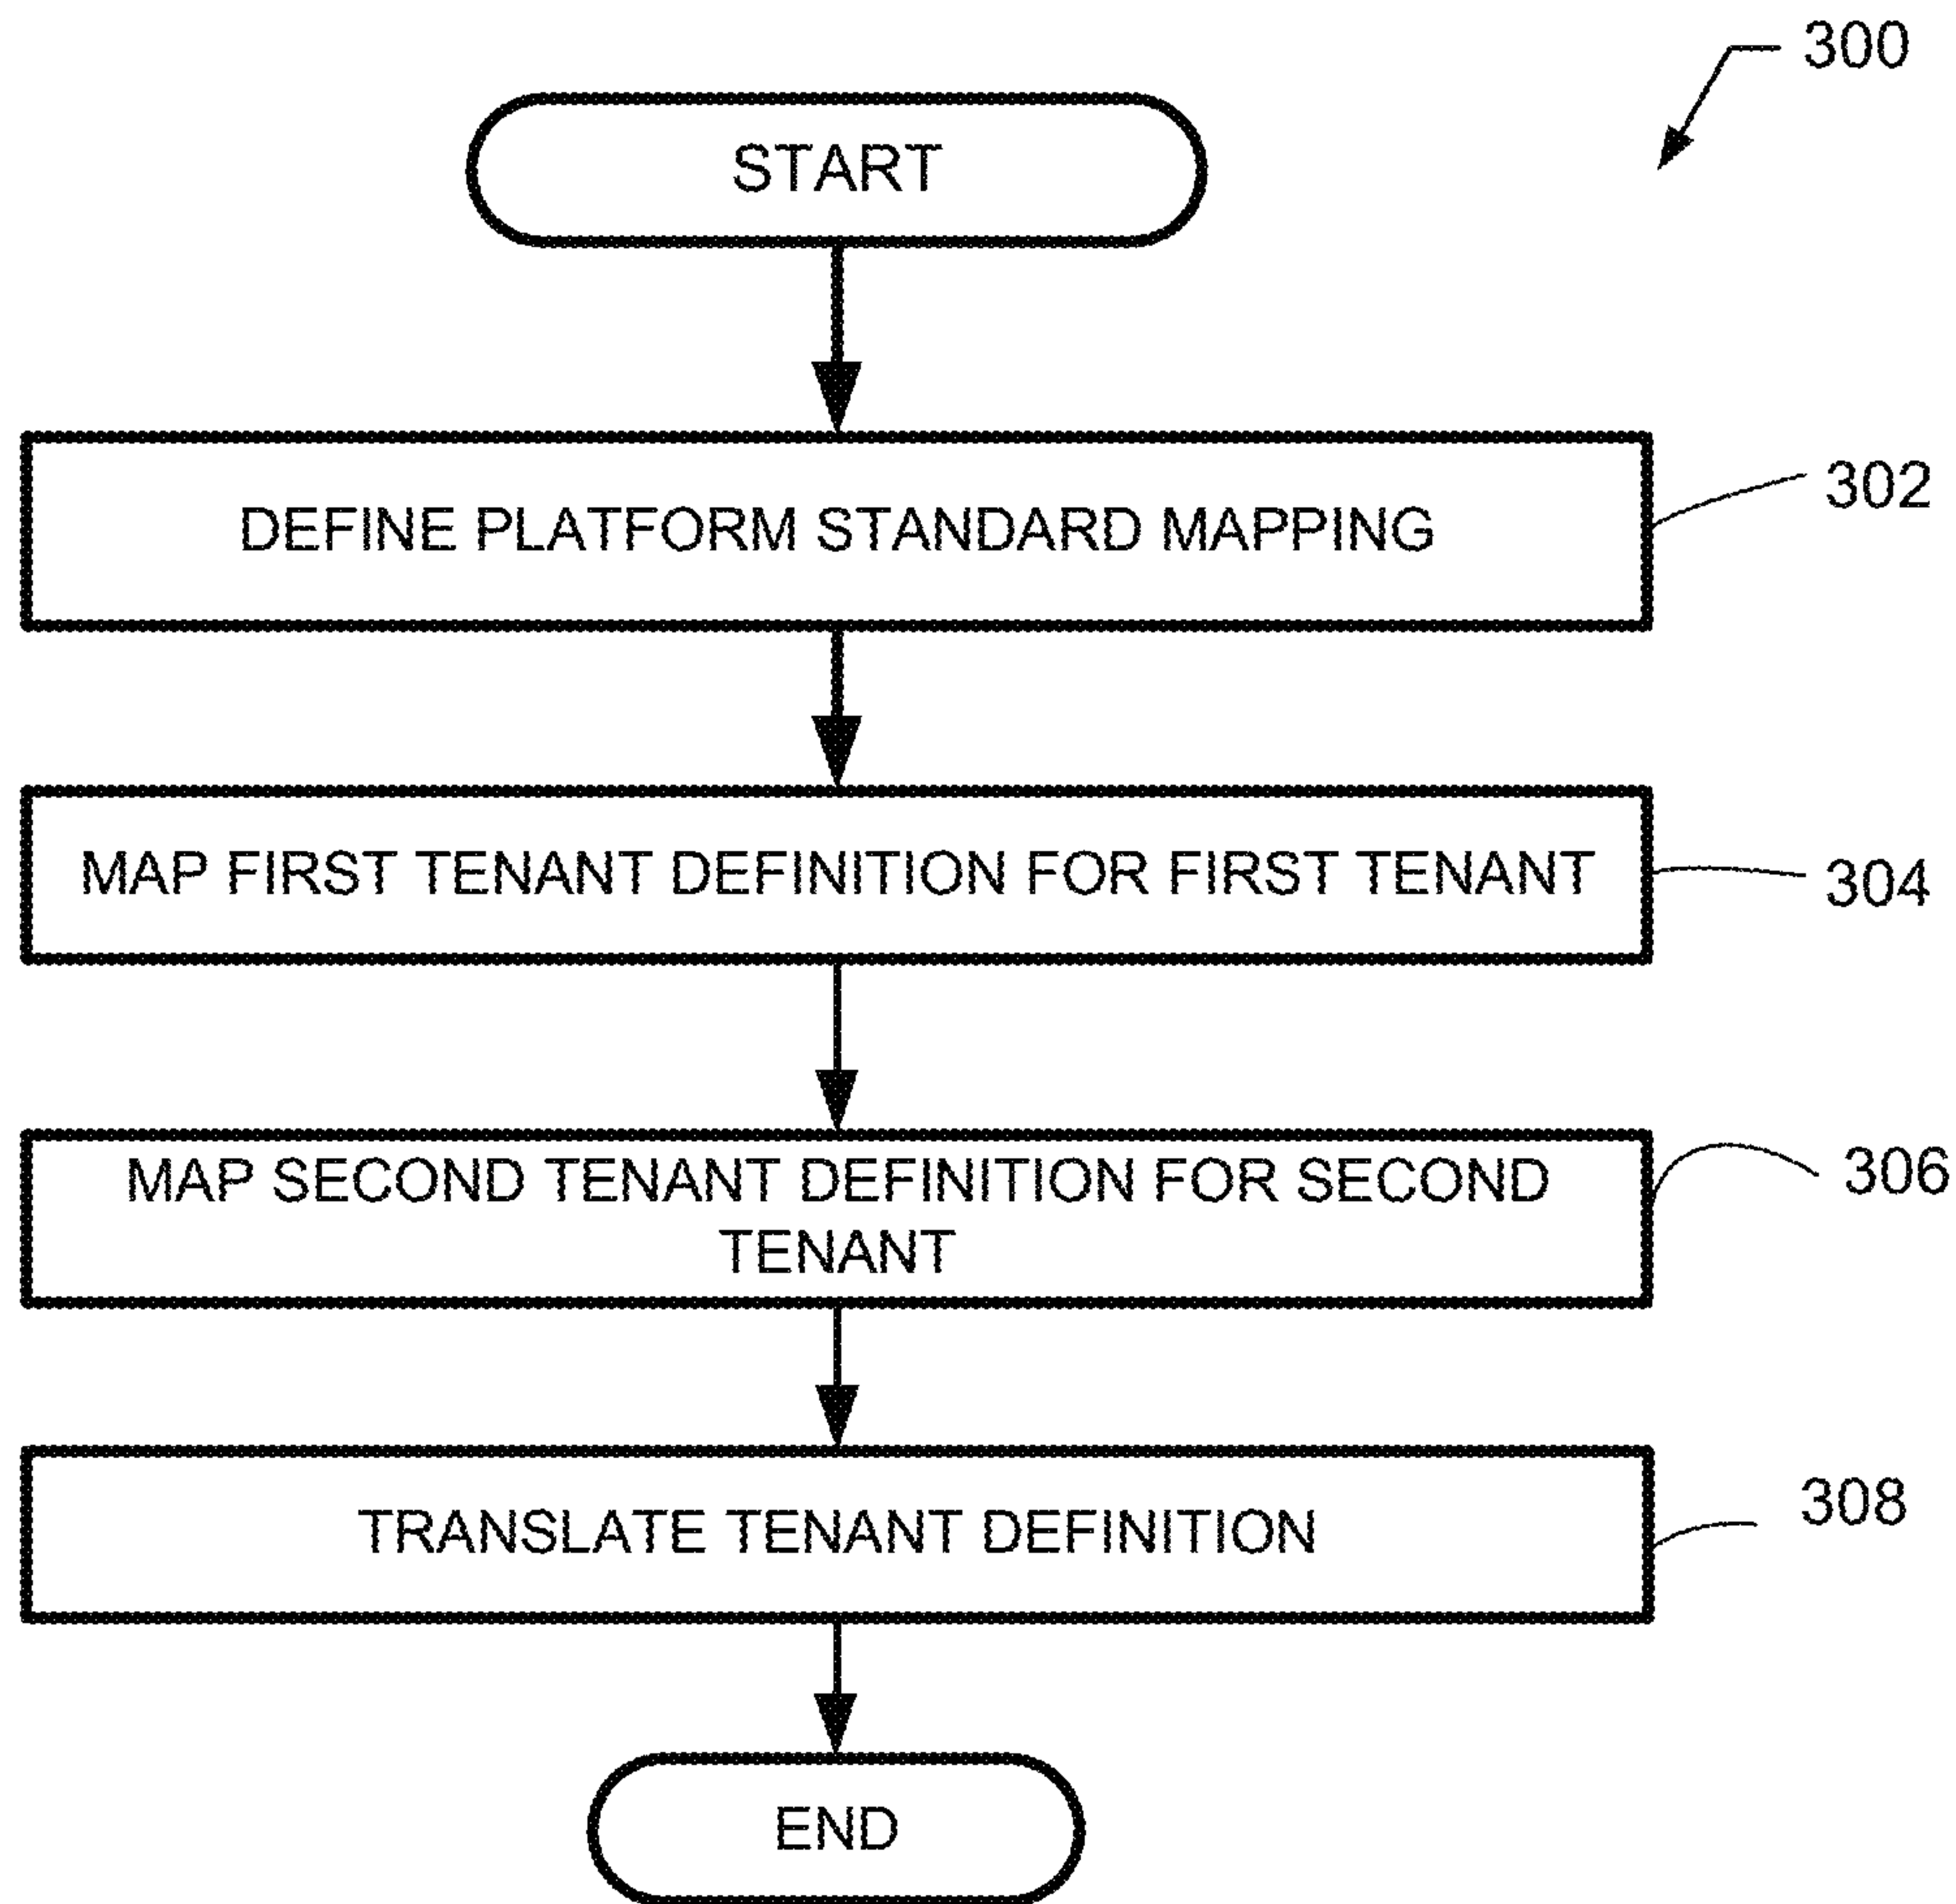 300
START
DEFINE PLATFORM STANDARD MAPPING
302
MAP FIRST TENANT DEFINITION FOR FIRST TENANT
304
MAP SECOND TENANT DEFINITION FOR SECOND
TENANT
306
TRANSLATE TENANT DEFINITION
308
END